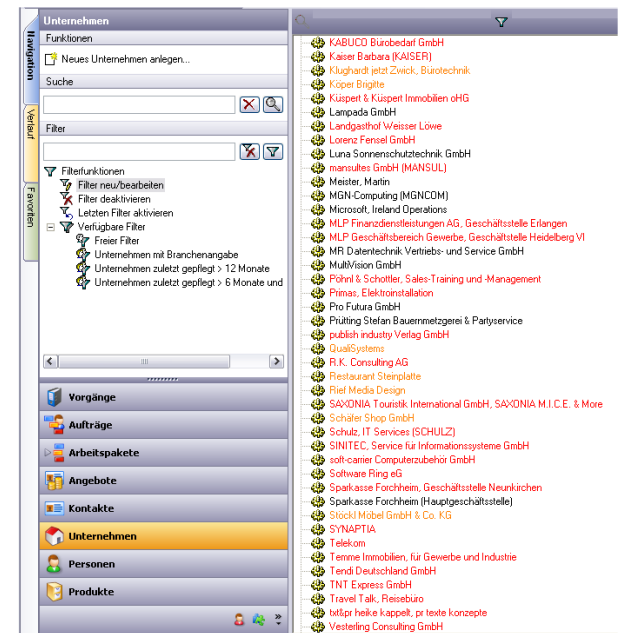 Navigation
Verlauf
Favoriten
Unternehmen
Funktionen
Neues Unternehmen anlegen...
Suche
Filter
Filterfunktionen
Filter neu/bearbeiten
Filter deaktivieren
Letzten Filter aktivieren
Verfügbare Filter
Freier Filter
Unternehmen mit Branchenangabe
Unternehmen zuletzt gepflegt > 12 Monate
Unternehmen zuletzt gepflegt > 6 Monate und
Vorgänge
Aufträge
Arbeitspakete
Angebote
Kontakte
Unternehmen
Personen
Produkte
KABUCO Bürobedarf GmbH
Kaiser Barbara (KAISER)
Klughardt jetzt Zwick, Bürotechnik
Köper Brigitte
Küspert & Küspert Immobilien oHG
Lampada GmbH
Landgasthof Weisser Löwe
Lorenz Fensel GmbH
Luna Sonnenschutztechnik GmbH
mansultes GmbH (MANSUL)
Meister, Martin
MGN-Computing (MGNCOM)
Microsoft, Ireland Operations
MLP Finanzdienstleistungen AG, Geschäftsstelle Erlangen
MLP Geschäftsbereich Gewerbe, Geschäftstelle Heidelberg VI
MR Datentechnik Vertriebs- und Service GmbH
MultiVision GmbH
Pöhnl & Schottler, Sales-Training und -Management
Primas, Elektroinstallation
Pro Futura GmbH
Prütting Stefan Bauernmetzgerei & Partyservice
publish industry Verlag GmbH
QualiSystems
R.K. Consulting AG
Restaurant Steinplatte
Riel Media Design
SAXONIA Touristik International GmbH, SAXONIA M.I.C.E. & More
Schäfer Shop GmbH
Schulz, IT Services (SCHULZ)
SINITEC, Service für Informationssysteme GmbH
soft-carrier Computerzubehör GmbH
Software Ring eG
Sparkasse Forchheim, Geschäftsstelle Neunkirchen
Sparkasse Forchheim (Hauptgeschäftsstelle)
Stöckl Möbel GmbH & Co. KG
SYNAPTIA
Telekom
Temme Immobilien, für Gewerbe und Industrie
Tendi Deutschland GmbH
TNT Express GmbH
Travel Talk, Reisebüro
txt&pr heike kappelt, pr texte konzepte
Vesterling Consulting GmbH